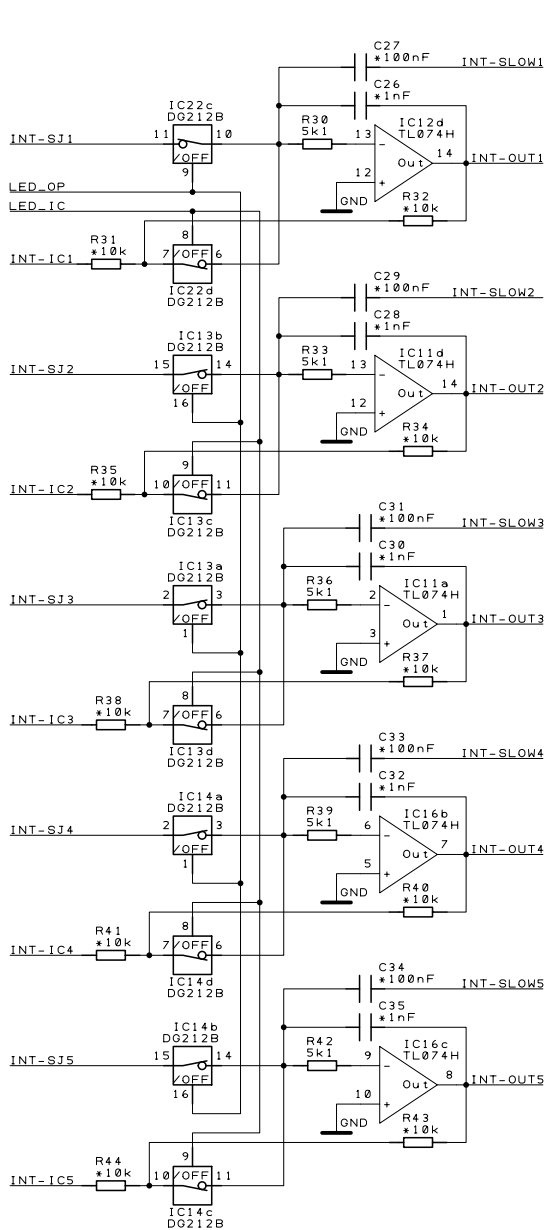 C27
*100nF
INT-SLOW1
C26
*1nF
IC22c
DG212B
R30
5k1
IC12d
TL074H
INT-SJ1
11
10
13
-
Out
14
INT-OUT1
/OFF
9
12
+
GND
LED_OP
LED_IC
R32
*10k
R31
*10k
8
INT-IC1
7
/OFF
6
IC22d
DG212B
C29
*100nF
INT-SLOW2
C28
*1nF
IC13b
DG212B
R33
5k1
IC11d
TL074H
INT-SJ2
15
14
13
-
Out
14
INT-OUT2
/OFF
16
12
+
GND
R34
*10k
R35
*10k
9
INT-IC2
10
/OFF
11
IC13c
DG212B
C31
*100nF
INT-SLOW3
C30
*1nF
IC13a
DG212B
R36
5k1
IC11a
TL074H
INT-SJ3
2
3
2
-
Out
1
INT-OUT3
/OFF
1
3
+
GND
R37
*10k
R38
*10k
8
INT-IC3
7
/OFF
6
IC13d
DG212B
C33
*100nF
INT-SLOW4
C32
*1nF
IC14a
DG212B
R39
5k1
IC16b
TL074H
INT-SJ4
2
3
6
-
Out
7
INT-OUT4
/OFF
1
5
+
GND
R40
*10k
R41
*10k
8
INT-IC4
7
/OFF
6
IC14d
DG212B
C34
*100nF
INT-SLOW5
C35
*1nF
IC14b
DG212B
R42
5k1
IC16c
TL074H
INT-SJ5
15
14
9
-
Out
8
INT-OUT5
/OFF
16
10
+
GND
R43
*10k
R44
*10k
9
INT-IC5
10
/OFF
11
IC14c
DG212B